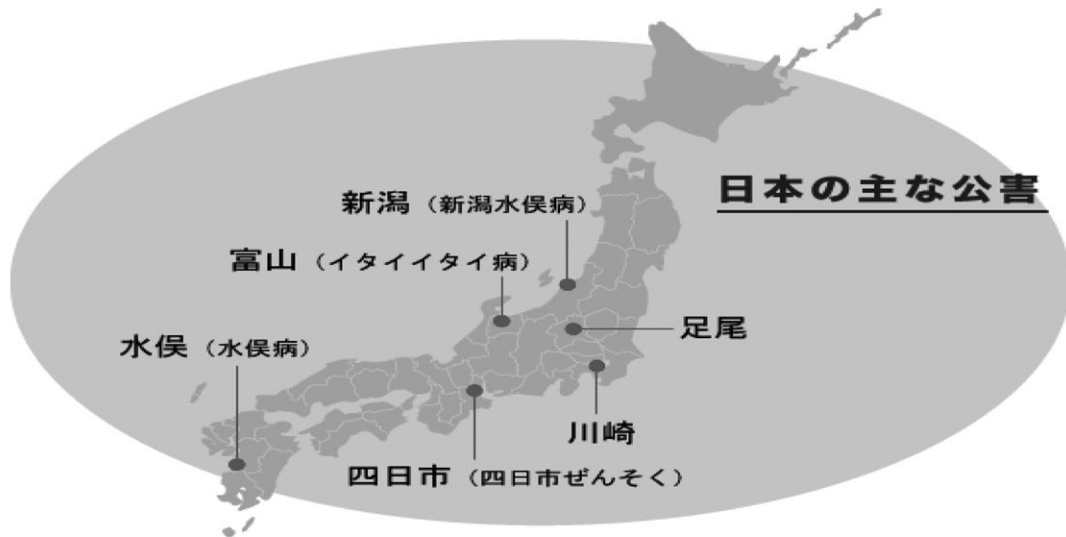 日本の主な公害
新潟（新潟水俣病）
富山（イタイイタイ病）
足尾
水俣（水俣病）
川崎
四日市（四日市ぜんそく）